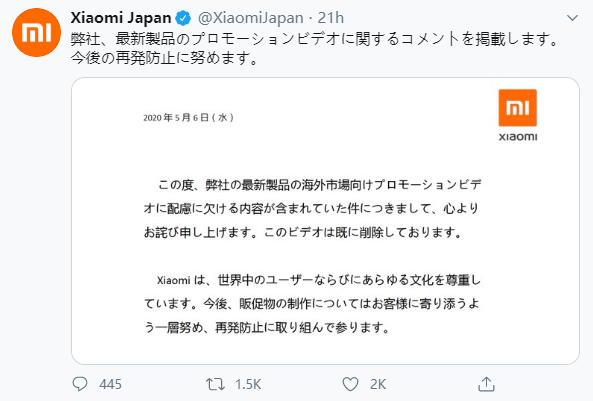 Xiaomi Japan @XiaomiJapan · 21h
弊社、最新製品のプロモーションビデオに関するコメントを掲載します。
今後の再発防止に努めます。
mi
xiaomi
2020年5月6日(水)
この度、弊社の最新製品の海外市場向けプロモーションビデ
オに配慮に欠ける内容が含まれていた件につきまして、心より
お詫び申し上げます。このビデオは既に削除しております。
Xiaomi は、世界中のユーザーならびにあらゆる文化を尊重し
ています。今後、販促物の制作についてはお客様に寄り添うよ
う一層努め、再発防止に取り組んで参ります。
445 1.5K 2K